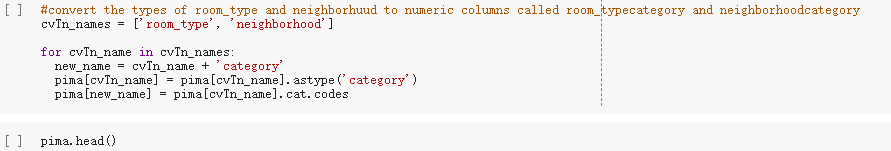 [ ] #convert the types of room_type and neighborhuud to numeric columns called room_typecategory and neighborhoodcategory
cvTn_names = ['room_type', 'neighborhood']
for cvTn_name in cvTn_names:
new_name = cvTn_name + 'category'
pima[cvTn_name] = pima[cvTn_name].astype('category')
pima[new_name] = pima[cvTn_name].cat.codes
[ ] pima.head()